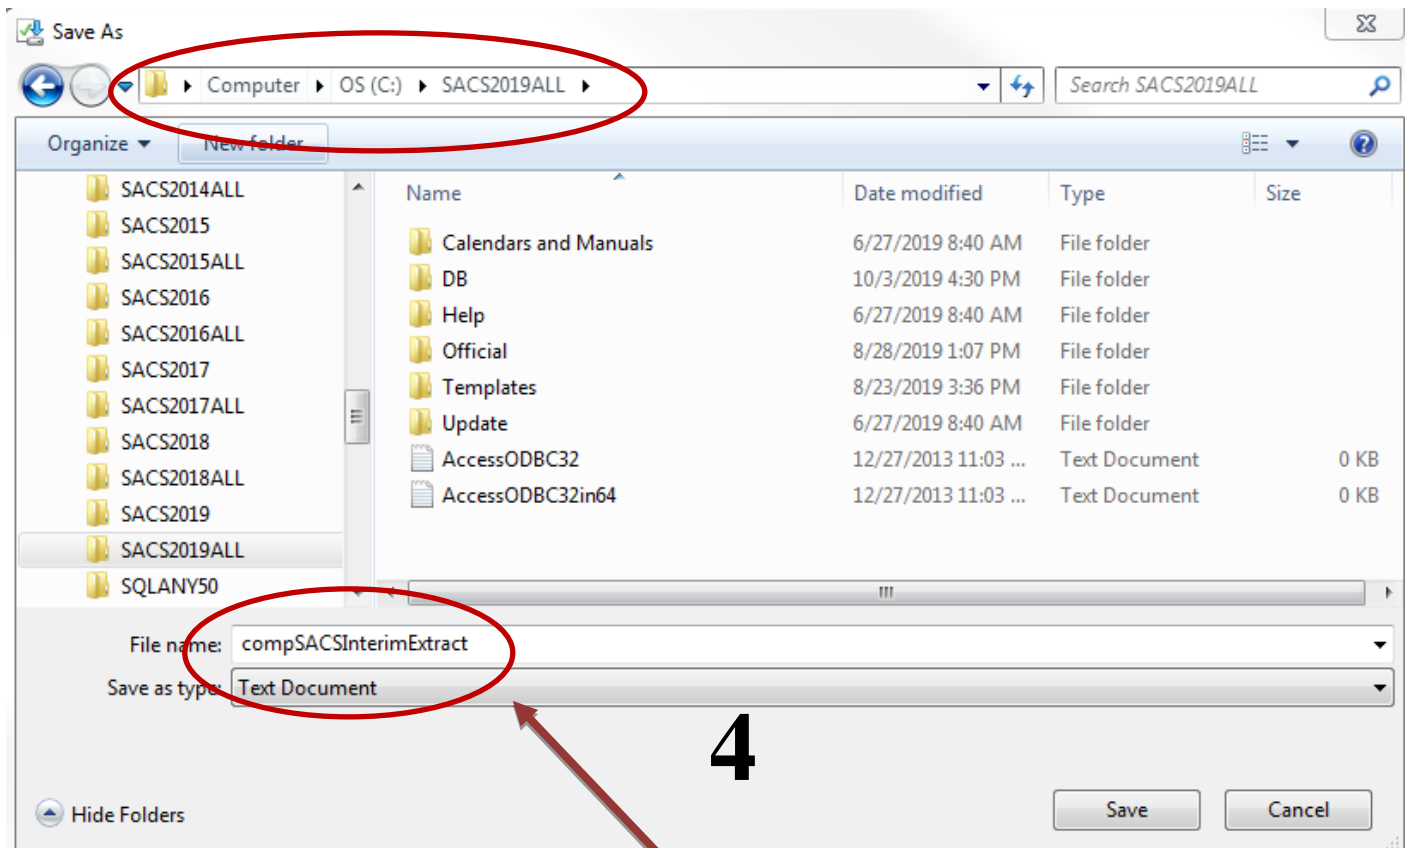 Save As
Computer OS (C:) SACS2019ALL Search SACS2019ALL
Organize New folder
SACS2014ALL
SACS2015
SACS2015ALL
SACS2016
SACS2016ALL
SACS2017
SACS2017ALL
SACS2018
SACS2018ALL
SACS2019
SACS2019ALL
SQLANY50
Name Date modified Type Size
Calendars and Manuals 6/27/2019 8:40 AM File folder
DB 10/3/2019 4:30 PM File folder
Help 6/27/2019 8:40 AM File folder
Official 8/28/2019 1:07 PM File folder
Templates 8/23/2019 3:36 PM File folder
Update 6/27/2019 8:40 AM File folder
AccessODBC32 12/27/2013 11:03 ... Text Document 0 KB
AccessODBC32in64 12/27/2013 11:03 ... Text Document 0 KB
File name: compSACSInterimExtract
Save as type: Text Document
4
Hide Folders Save Cancel